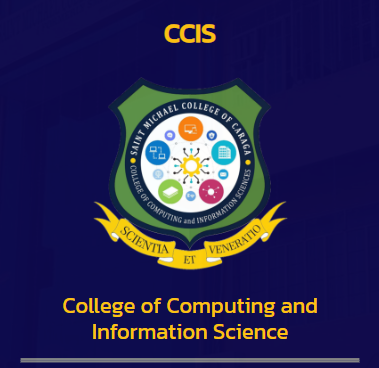 CCIS
SAINT MICHAEL COLLEGE OF CARAGA
COLLEGE OF COMPUTING and INFORMATION SCIENCES
SCIENTIA
ET
VENERATIO
College of Computing and
Information Science